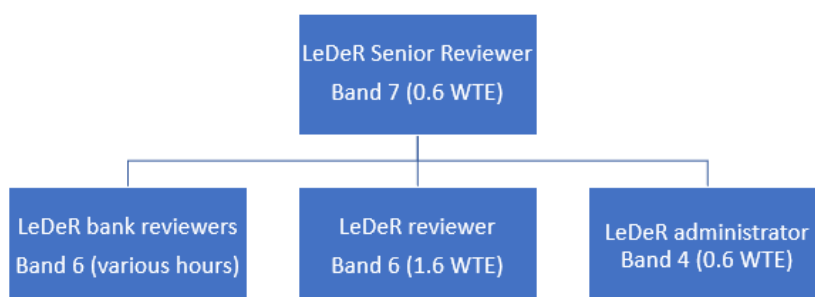 LeDeR Senior Reviewer
Band 7 (0.6 WTE)
LeDeR bank reviewers
Band 6 (various hours)
LeDeR reviewer
Band 6 (1.6 WTE)
LeDeR administrator
Band 4 (0.6 WTE)